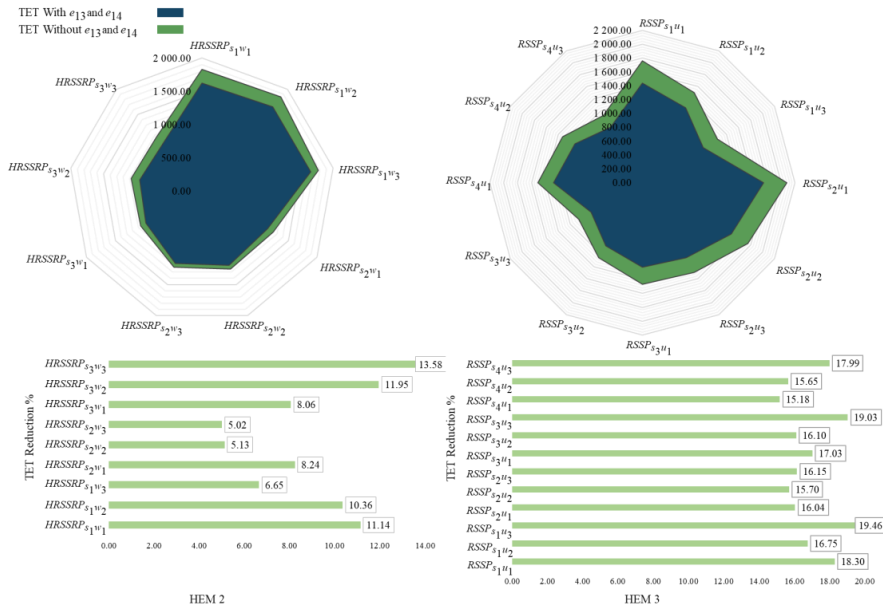 TET With e₁₃ and e₁₄
TET Without e₁₃ and e₁₄
HRSSRPs₁w₁
HRSSRPs₁w₂
HRSSRPs₁w₃
HRSSRPs₂w₁
HRSSRPs₂w₂
HRSSRPs₂w₃
HRSSRPs₃w₁
HRSSRPs₃w₂
HRSSRPs₃w₃
2 000.00
1 500.00
1 000.00
500.00
0.00
RSSPs₁u₁
RSSPs₁u₂
RSSPs₁u₃
RSSPs₂u₁
RSSPs₂u₂
RSSPs₂u₃
RSSPs₃u₁
RSSPs₃u₂
RSSPs₃u₃
RSSPs₄u₁
RSSPs₄u₂
RSSPs₄u₃
2 200.00
2 000.00
1 800.00
1 600.00
1 400.00
1 200.00
1 000.00
800.00
600.00
400.00
200.00
0.00
TET Reduction %
HRSSRPs₃w₃ 13.58
HRSSRPs₃w₂ 11.95
HRSSRPs₃w₁ 8.06
HRSSRPs₂w₃ 5.02
HRSSRPs₂w₂ 5.13
HRSSRPs₂w₁ 8.24
HRSSRPs₁w₃ 6.65
HRSSRPs₁w₂ 10.36
HRSSRPs₁w₁ 11.14
0.00 2.00 4.00 6.00 8.00 10.00 12.00 14.00
HEM 2
TET Reduction %
RSSPs₄u₃ 17.99
RSSPs₄u₂ 15.65
RSSPs₄u₁ 15.18
RSSPs₃u₃ 19.03
RSSPs₃u₂ 16.10
RSSPs₃u₁ 17.03
RSSPs₂u₃ 16.15
RSSPs₂u₂ 15.70
RSSPs₂u₁ 16.04
RSSPs₁u₃ 19.46
RSSPs₁u₂ 16.75
RSSPs₁u₁ 18.30
0.00 2.00 4.00 6.00 8.00 10.00 12.00 14.00 16.00 18.00 20.00
HEM 3